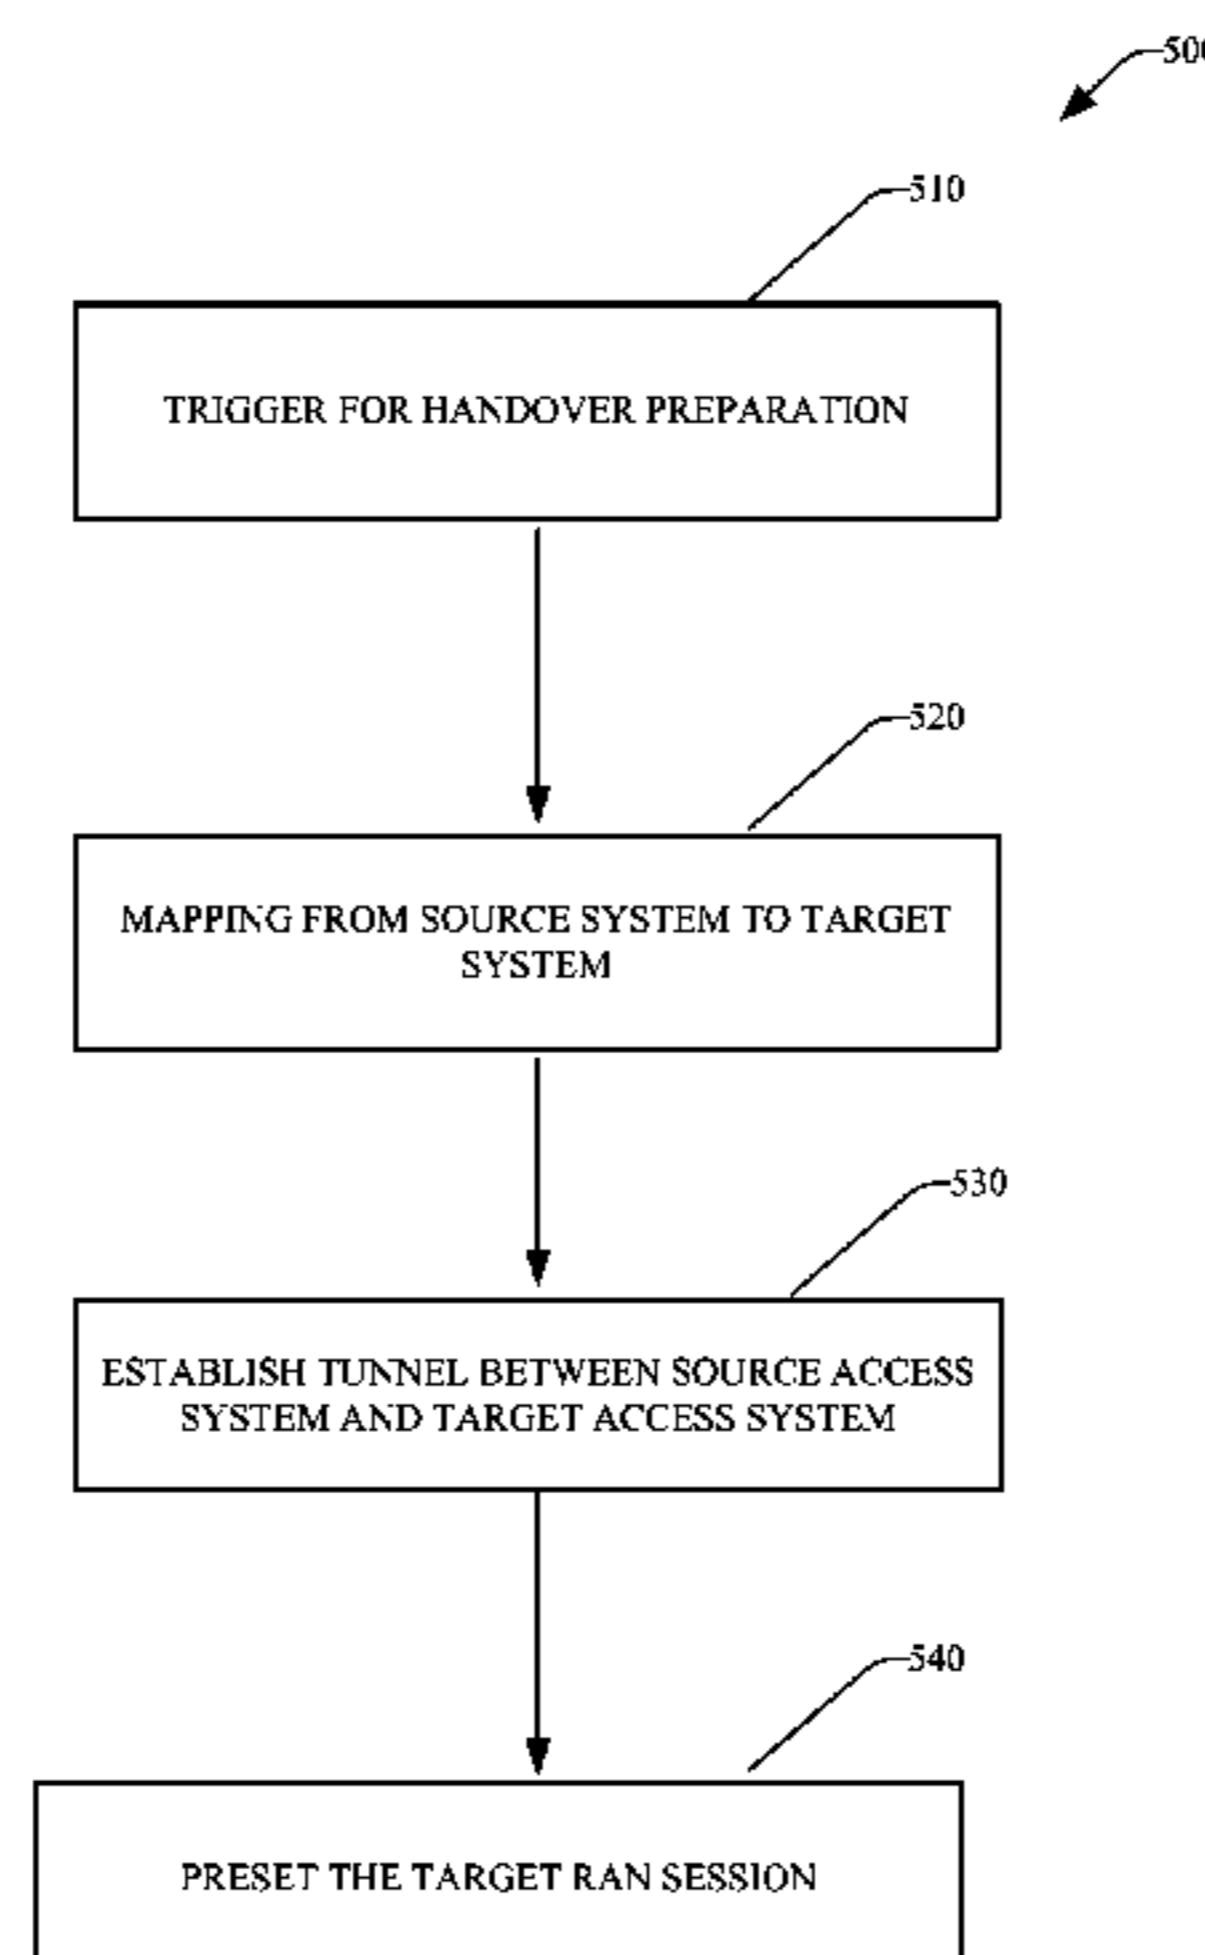 500
510
TRIGGER FOR HANDOVER PREPARATION
520
MAPPING FROM SOURCE SYSTEM TO TARGET
SYSTEM
530
ESTABLISH TUNNEL BETWEEN SOURCE ACCESS
SYSTEM AND TARGET ACCESS SYSTEM
540
PRESET THE TARGET RAN SESSION